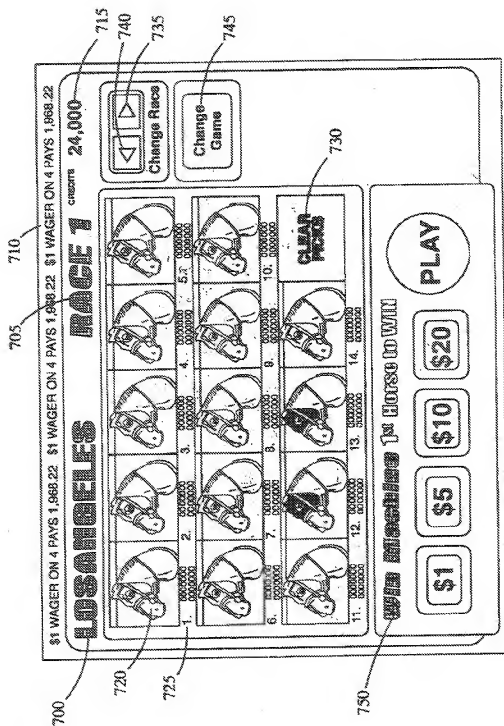 710
705
715
740
735
700
$1 WAGER ON 4 PAYS 1,968.22 $1 WAGER ON 4 PAYS 1,968.22 $1 WAGER ON 4 PAYS 1,968.22
LOSANGELES RACE 1 CREDITS 24,000
Change Race
745
Change
Game
720
725
1. 2. 3. 4. 5.
6. 7. 8. 9. 10.
730
CLEAR
PICKS
11. 12. 13. 14.
750
Win Machine 1st Horse to WIN
$1 $5 $10 $20 PLAY